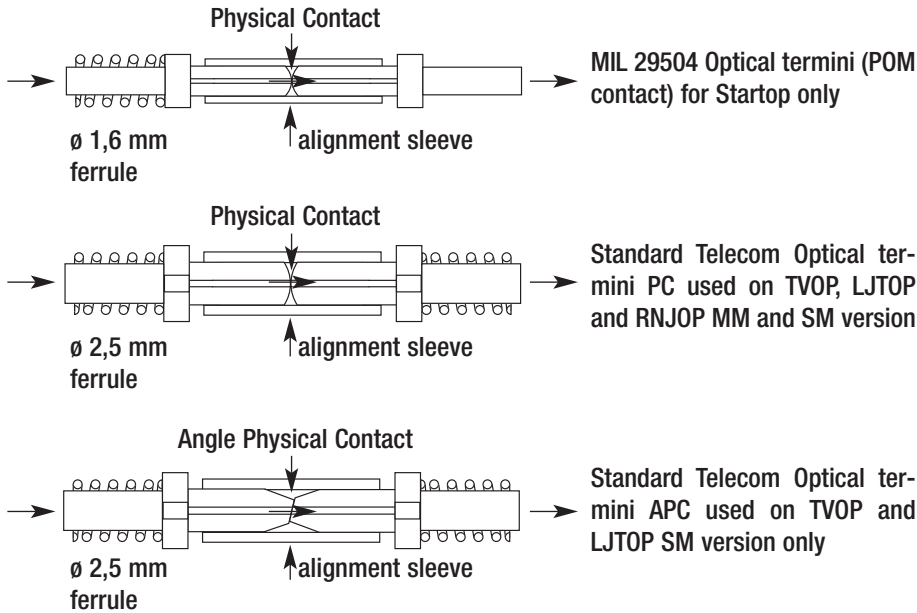 Physical Contact
MIL 29504 Optical termini (POM
contact) for Startop only
ø 1,6 mm
ferrule
alignment sleeve
Physical Contact
Standard Telecom Optical ter-
mini PC used on TVOP, LJTOP
and RNJOP MM and SM version
ø 2,5 mm
ferrule
alignment sleeve
Angle Physical Contact
Standard Telecom Optical ter-
mini APC used on TVOP and
LJTOP SM version only
ø 2,5 mm
ferrule
alignment sleeve